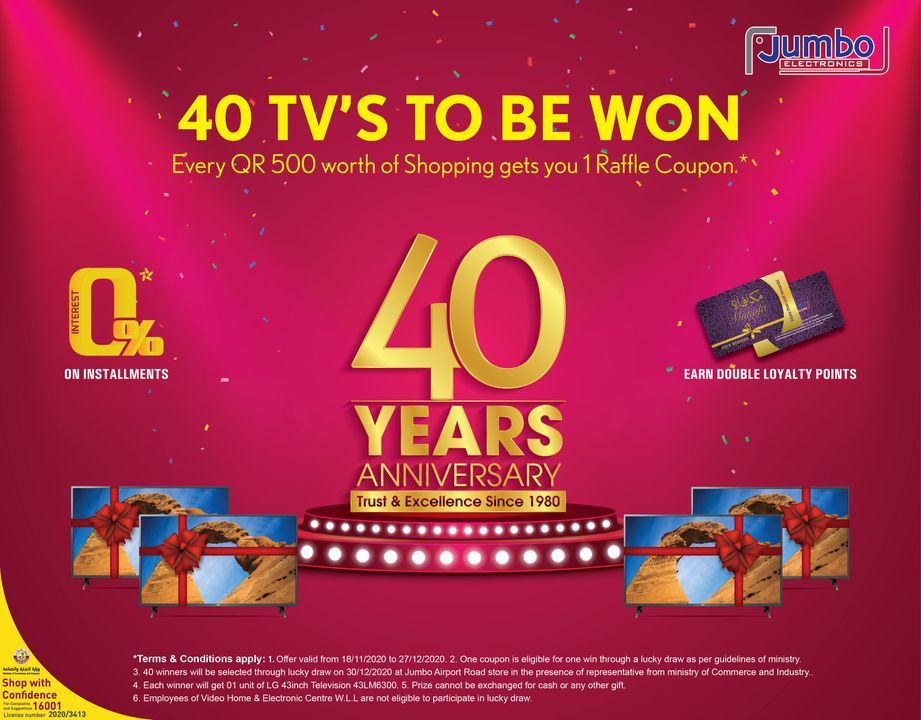 Jumbo
ELECTRONICS
40 TV'S TO BE WON
Every QR 500 worth of Shopping gets you 1 Raffle Coupon.*
INTEREST
0%*
ON INSTALLMENTS
EARN DOUBLE LOYALTY POINTS
40
YEARS
ANNIVERSARY
Trust & Excellence Since 1980
*Terms & Conditions apply: 1. Offer valid from 18/11/2020 to 27/12/2020. 2. One coupon is eligible for one win through a lucky draw as per guidelines of ministry.
3. 40 winners will be selected through lucky draw on 30/12/2020 at Jumbo Airport Road store in the presence of representative from ministry of Commerce and Industry..
4. Each winner will get 01 unit of LG 43inch Television 43LM6300. 5. Prize cannot be exchanged for cash or any other gift.
6. Employees of Video Home & Electronic Centre W.L.L are not eligible to participate in lucky draw.
وزارة التجارة والصناعة
Shop with
Confidence
For Complaints
and Suggestions 16001
License number 2020/3413